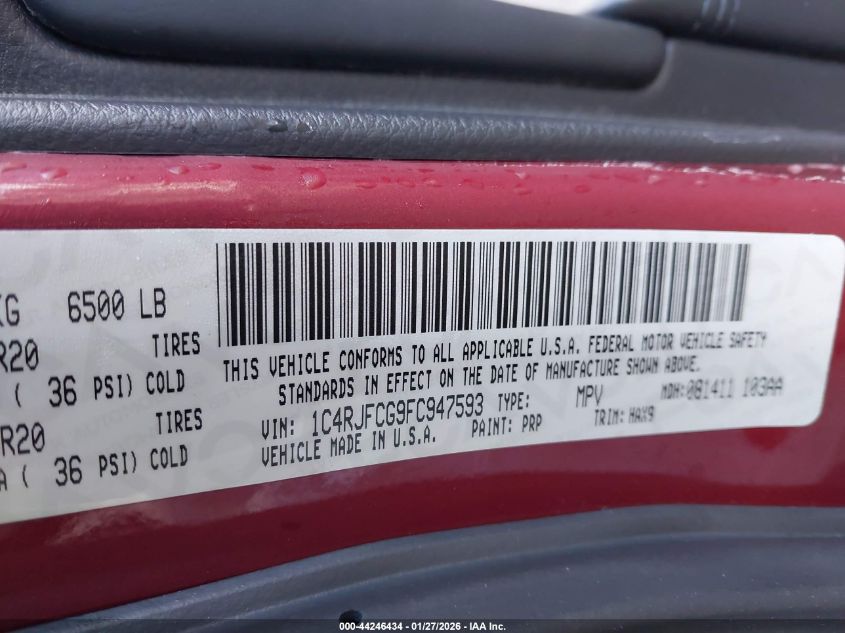 KG 6500 LB
R20 TIRES
( 36 PSI) COLD
R20 TIRES
A ( 36 PSI) COLD
THIS VEHICLE CONFORMS TO ALL APPLICABLE U.S.A. FEDERAL MOTOR VEHICLE SAFETY
STANDARDS IN EFFECT ON THE DATE OF MANUFACTURE SHOWN ABOVE.
VIN: 1C4RJFCG9FC947593 TYPE: MPV MDH: 081411 103AA
VEHICLE MADE IN U.S.A. PAINT: PRP TRIM: HAX9
000-44246434 - 01/27/2026 - IAA Inc.